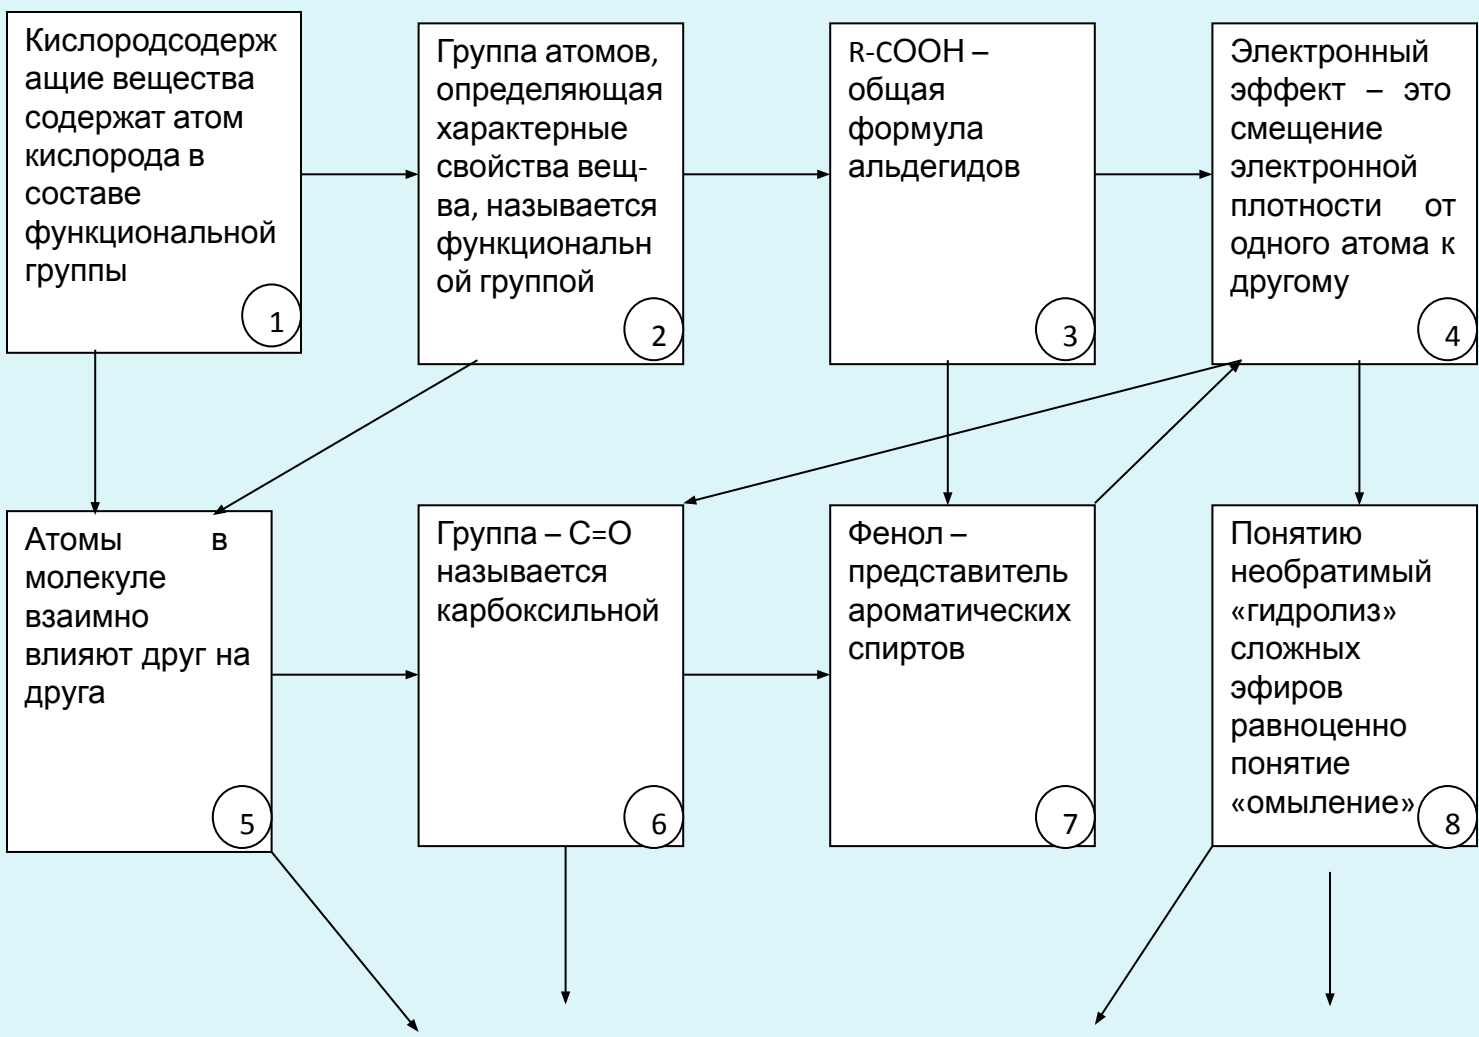 Кислородсодерж
ащие вещества
содержат атом
кислорода в
составе
функциональной
группы
1
Группа атомов,
определяющая
характерные
свойства вещ-
ва, называется
функциональн
ой группой
2
R-COOH –
общая
формула
альдегидов
3
Электронный
эффект – это
смещение
электронной
плотности от
одного атома к
другому
4
Атомы в
молекуле
взаимно
влияют друг на
друга
5
Группа – С=О
называется
карбоксильной
6
Фенол –
представитель
ароматических
спиртов
7
Понятию
необратимый
«гидролиз»
сложных
эфиров
равноценно
понятие
«омыление»
8